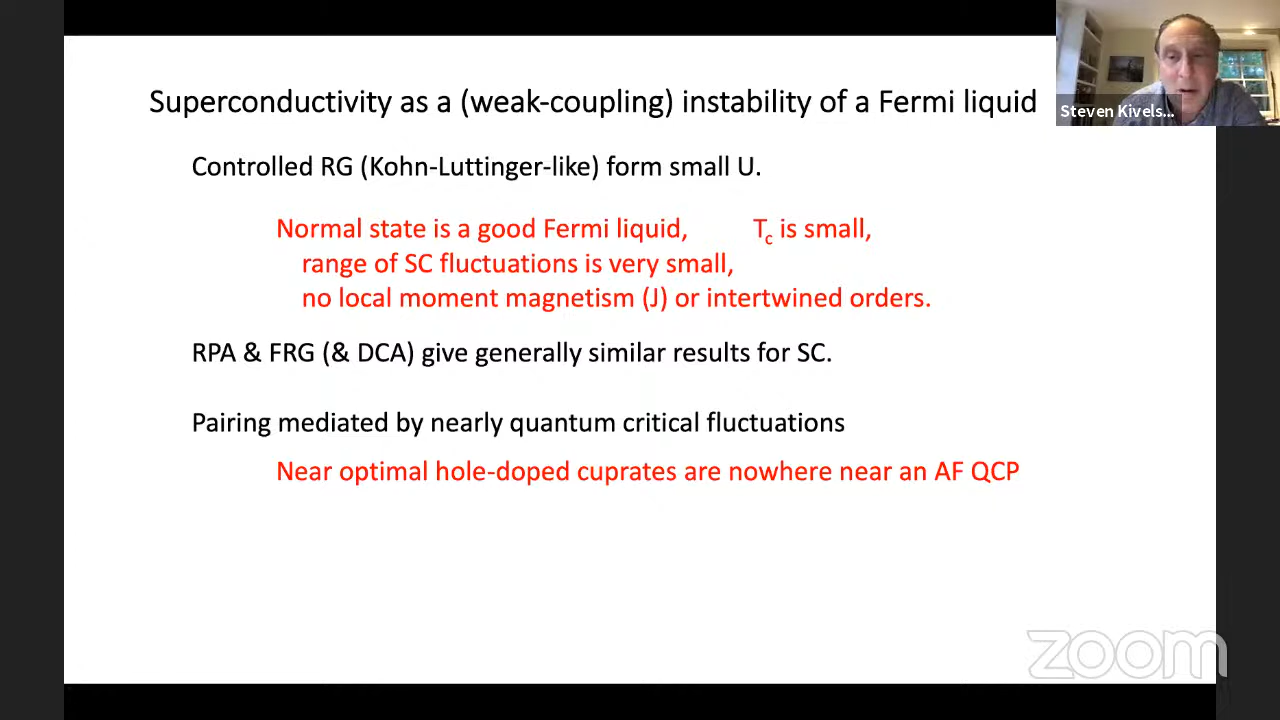 Superconductivity as a (weak-coupling) instability of a Fermi liquid
Steven Kivels...
Controlled RG (Kohn-Luttinger-like) form small U.
Normal state is a good Fermi liquid, Tc is small,
range of SC fluctuations is very small,
no local moment magnetism (J) or intertwined orders.
RPA & FRG (& DCA) give generally similar results for SC.
Pairing mediated by nearly quantum critical fluctuations
Near optimal hole-doped cuprates are nowhere near an AF QCP
zoom